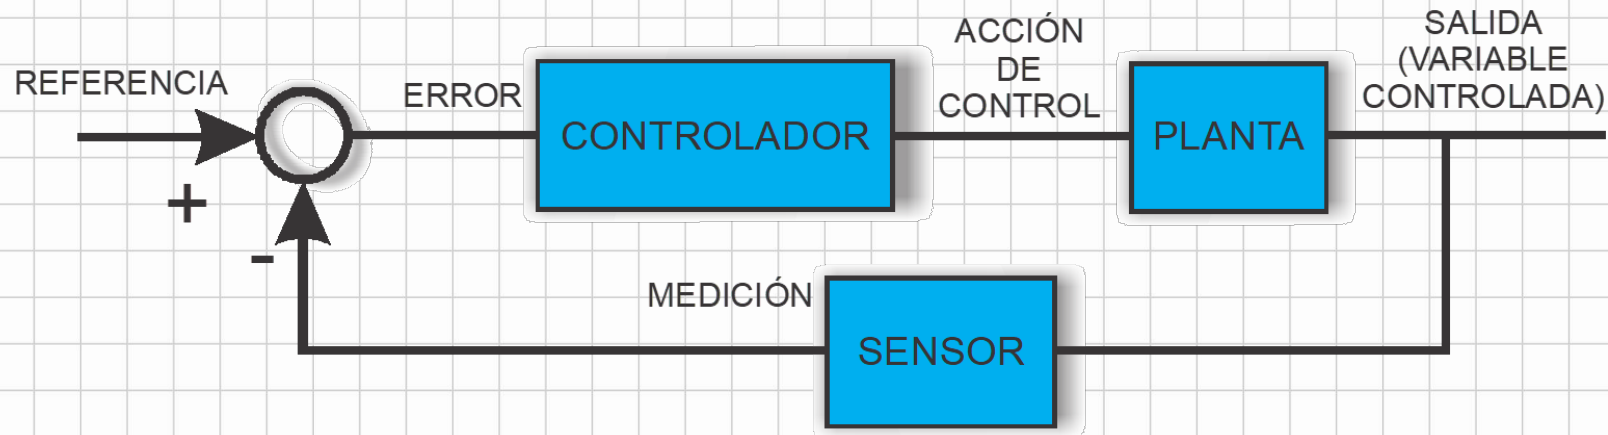 REFERENCIA
+
-
ERROR
CONTROLADOR
ACCIÓN
DE
CONTROL
PLANTA
SALIDA
(VARIABLE
CONTROLADA)
MEDICIÓN
SENSOR